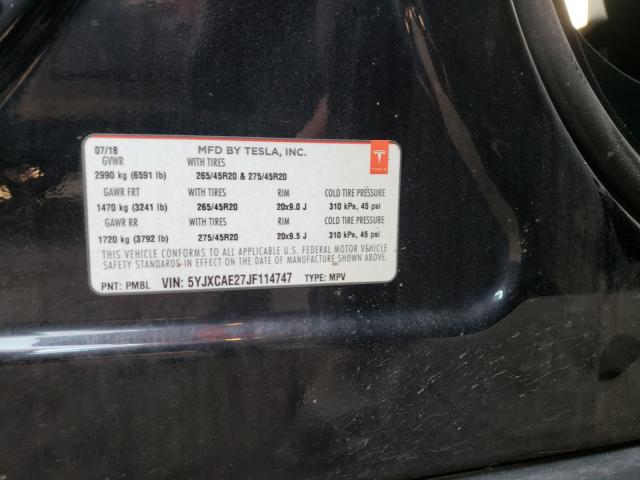 07/18 MFD BY TESLA, INC.
GVWR WITH TIRES
2990 kg (6591 lb) 265/45R20 & 275/45R20
GAWR FRT WITH TIRES RIM COLD TIRE PRESSURE
1470 kg (3241 lb) 265/45R20 20x9.0 J 310 kPa, 45 psi
GAWR RR WITH TIRES RIM COLD TIRE PRESSURE
1720 kg (3792 lb) 275/45R20 20x9.5 J 310 kPa, 45 psi
THIS VEHICLE CONFORMS TO ALL APPLICABLE U.S. FEDERAL MOTOR VEHICLE
SAFETY STANDARDS IN EFFECT ON THE DATE OF MANUFACTURE SHOWN ABOVE.
PNT: PMBL VIN: 5YJXCAE27JF114747 TYPE: MPV
TESLA